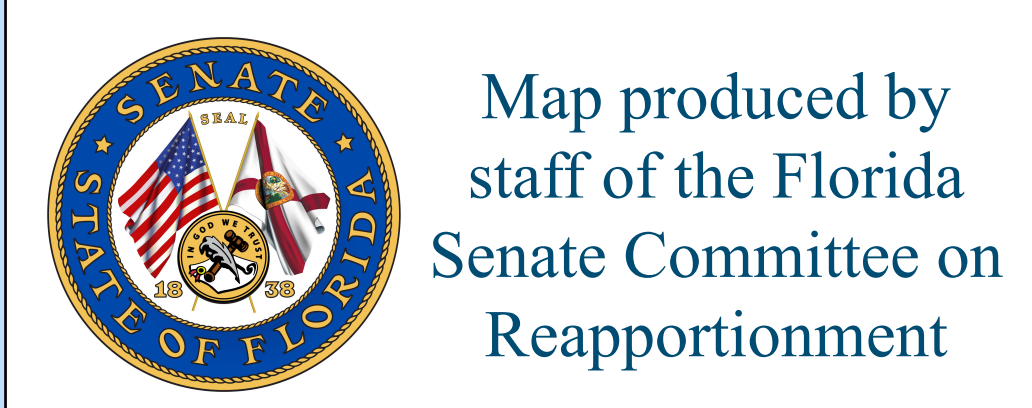 SENATE
SEAL
IN GOD WE TRUST
18 38
STATE OF FLORIDA
Map produced by
staff of the Florida
Senate Committee on
Reapportionment